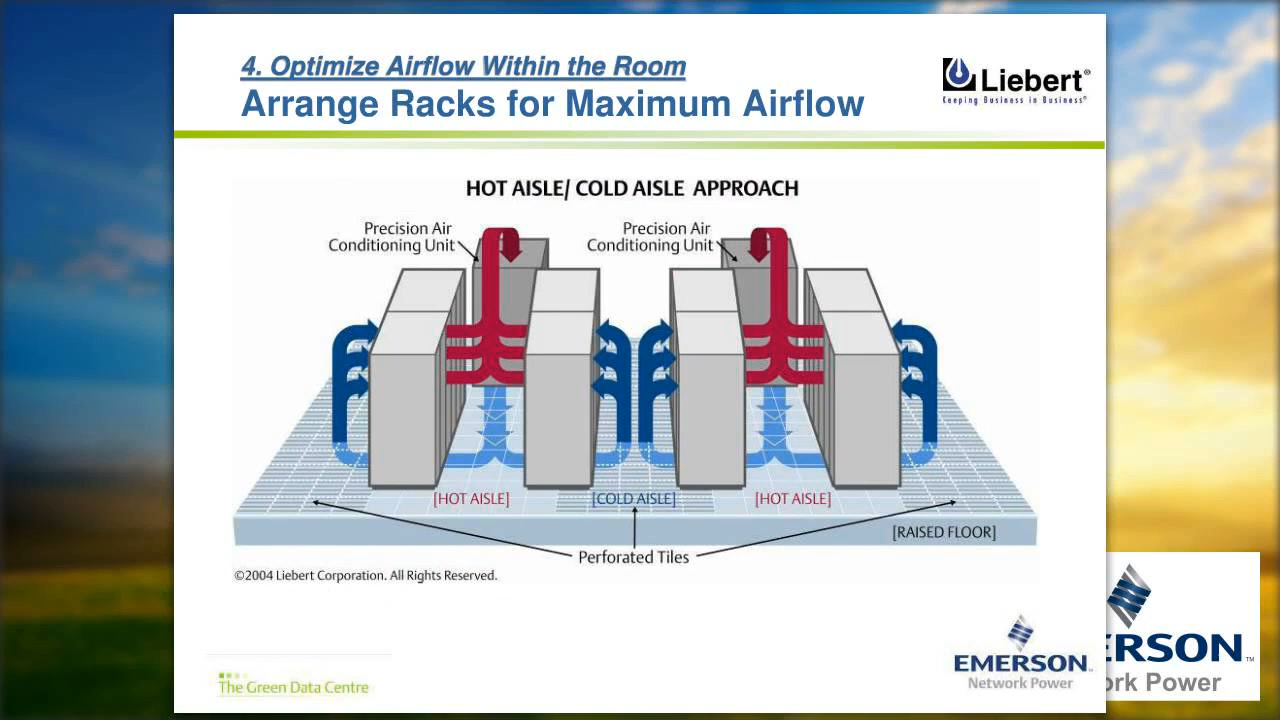 4. Optimize Airflow Within the Room
Arrange Racks for Maximum Airflow
Liebert®
Keeping Business in Business®
HOT AISLE/ COLD AISLE APPROACH
Precision Air
Conditioning Unit
Precision Air
Conditioning Unit
[HOT AISLE]
[COLD AISLE]
[HOT AISLE]
[RAISED FLOOR]
Perforated Tiles
©2004 Liebert Corporation. All Rights Reserved.
The Green Data Centre
EMERSON
Network Power
ERSON™
ork Power